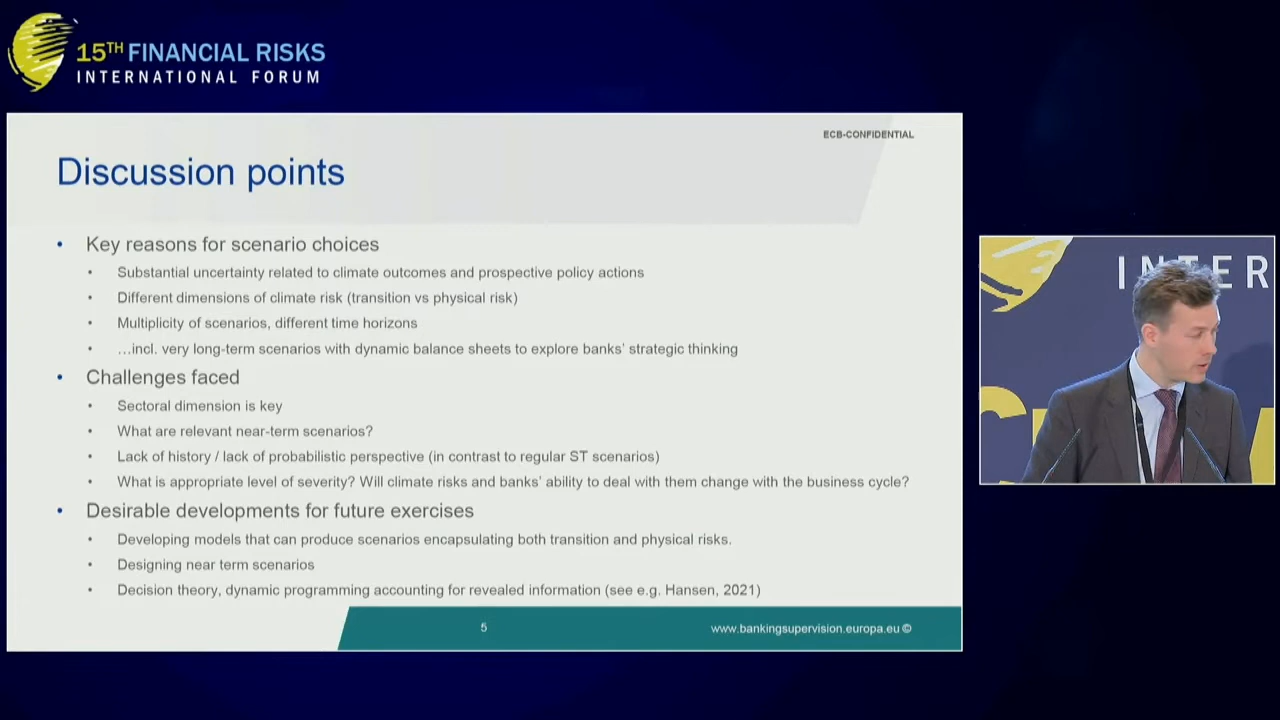 15TH FINANCIAL RISKS
INTERNATIONAL FORUM
ECB-CONFIDENTIAL
Discussion points
• Key reasons for scenario choices
• Substantial uncertainty related to climate outcomes and prospective policy actions
• Different dimensions of climate risk (transition vs physical risk)
• Multiplicity of scenarios, different time horizons
• …incl. very long-term scenarios with dynamic balance sheets to explore banks’ strategic thinking
• Challenges faced
• Sectoral dimension is key
• What are relevant near-term scenarios?
• Lack of history / lack of probabilistic perspective (in contrast to regular ST scenarios)
• What is appropriate level of severity? Will climate risks and banks’ ability to deal with them change with the business cycle?
• Desirable developments for future exercises
• Developing models that can produce scenarios encapsulating both transition and physical risks.
• Designing near term scenarios
• Decision theory, dynamic programming accounting for revealed information (see e.g. Hansen, 2021)
5
www.bankingsupervision.europa.eu ©